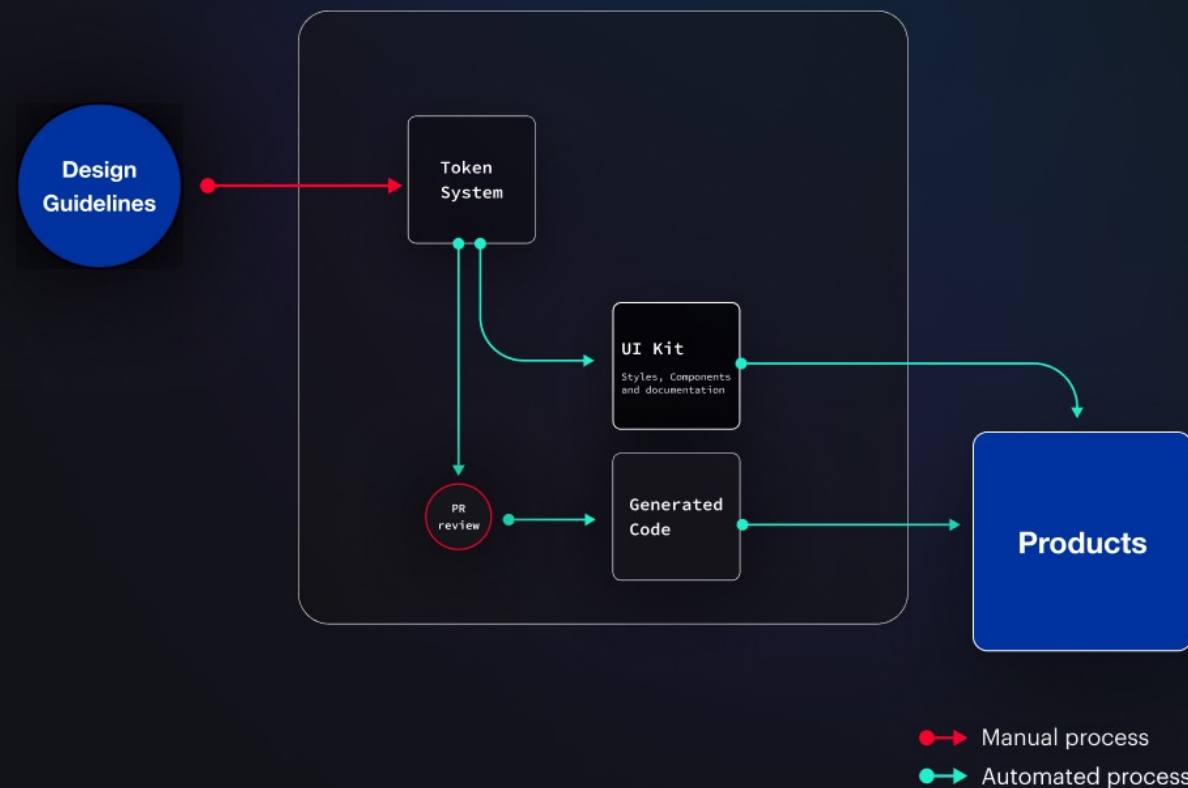 Design
Guidelines
Token
System
UI Kit
Styles, Components
and documentation
PR
review
Generated
Code
Products
Manual process
Automated process